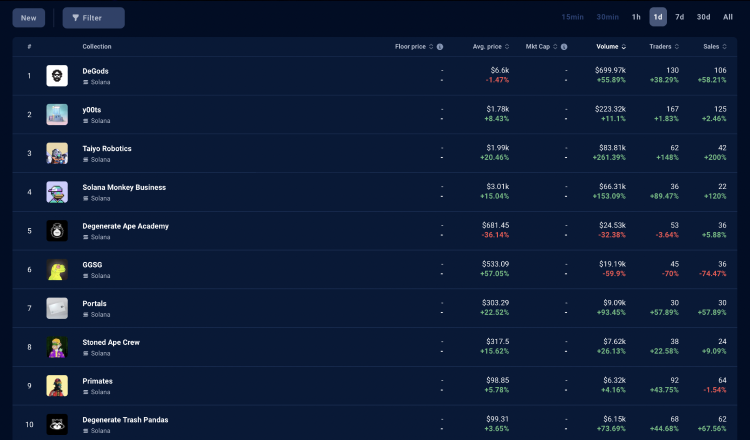 New Filter 15min 30min 1h 1d 7d 30d All
# Collection Floor price Avg. price Mkt Cap Volume Traders Sales
DeGods - $6.6k - $699.97k 130 106
1
Solana - -1.47% - +55.89% +38.29% +58.21%
y00ts - $1.78k - $223.32k 167 125
2
Solana - +8.43% - +11.1% +1.83% +2.46%
Taiyo Robotics - $1.99k - $83.81k 62 42
3
Solana - +20.46% - +261.39% +148% +200%
Solana Monkey Business - $3.01k - $66.31k 36 22
4
Solana - +15.04% - +153.09% +89.47% +120%
Degenerate Ape Academy - $681.45 - $24.53k 53 36
5
Solana - -36.14% - -32.38% -3.64% +5.88%
GGSG - $533.09 - $19.19k 45 36
6
Solana - +57.05% - -59.9% -70% -74.47%
Portals - $303.29 - $9.09k 30 30
7
Solana - +22.52% - +93.45% +57.89% +57.89%
Stoned Ape Crew - $317.5 - $7.62k 38 24
8
Solana - +15.62% - +26.13% +22.58% +9.09%
Primates - $98.85 - $6.32k 92 64
9
Solana - +5.78% - +4.16% +43.75% -1.54%
Degenerate Trash Pandas - $99.31 - $6.15k 68 62
10
Solana - +3.65% - +73.69% +44.68% +67.56%